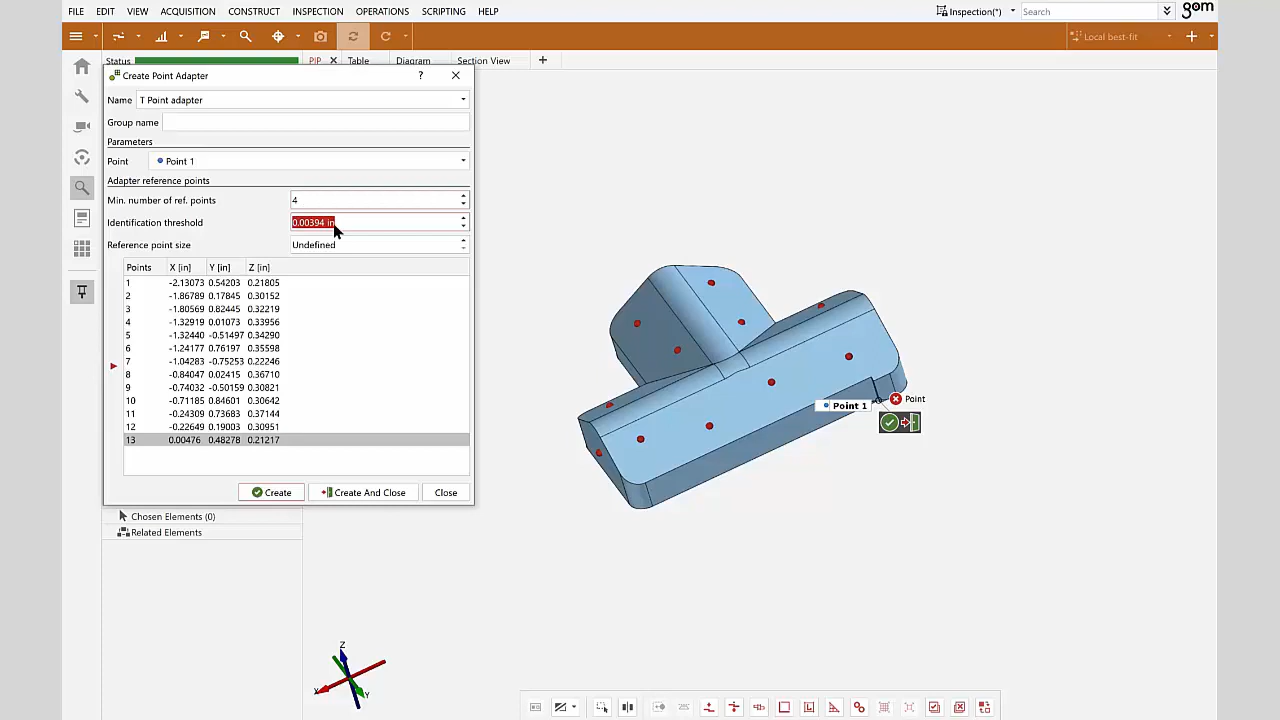 FILE EDIT VIEW ACQUISITION CONSTRUCT INSPECTION OPERATIONS SCRIPTING HELP Inspection(*) Search gom
Local best-fit
Status PIP Table Diagram Section View
Create Point Adapter ?
Name T Point adapter
Group name
Parameters
Point Point 1
Adapter reference points
Min. number of ref. points 4
Identification threshold 0.00394 in
Reference point size Undefined
Points X [in] Y [in] Z [in]
1 -2.13073 0.54203 0.21805
2 -1.86789 0.17845 0.30152
3 -1.80569 0.82445 0.32219
4 -1.32919 0.01073 0.33956
5 -1.32440 -0.51497 0.34290
6 -1.24177 0.76197 0.35598
7 -1.04283 -0.75253 0.22246
8 -0.84047 0.02415 0.36710
9 -0.74032 -0.50159 0.30821
10 -0.71185 0.84601 0.30642
11 -0.24309 0.73683 0.37144
12 -0.22649 0.19003 0.30951
13 0.00476 0.48278 0.21217
Create Create And Close Close
Chosen Elements (0)
Related Elements
Point 1
Point
Z
X
Y